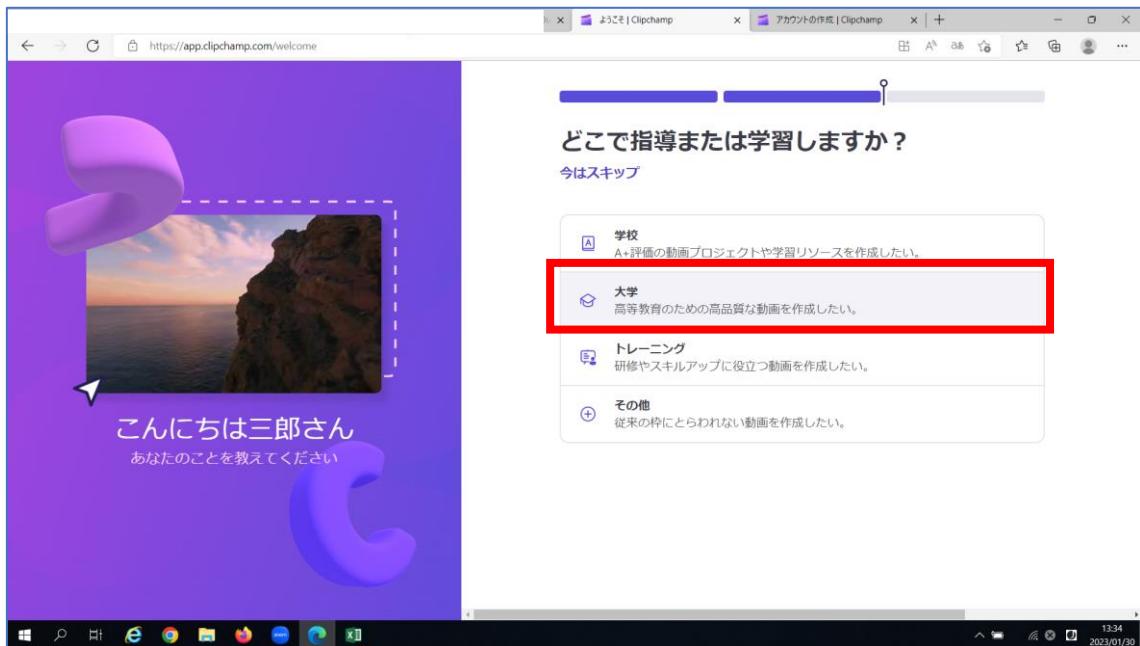 ようこそ | Clipchamp
アカウントの作成 | Clipchamp
https://app.clipchamp.com/welcome
どこで指導または学習しますか？
今はスキップ
学校
A+評価の動画プロジェクトや学習リソースを作成したい。
大学
高等教育のための高品質な動画を作成したい。
トレーニング
研修やスキルアップに役立つ動画を作成したい。
その他
従来の枠にとらわれない動画を作成したい。
こんにちは三郎さん
あなたのことを教えてください
zoom
13:34
2023/01/30